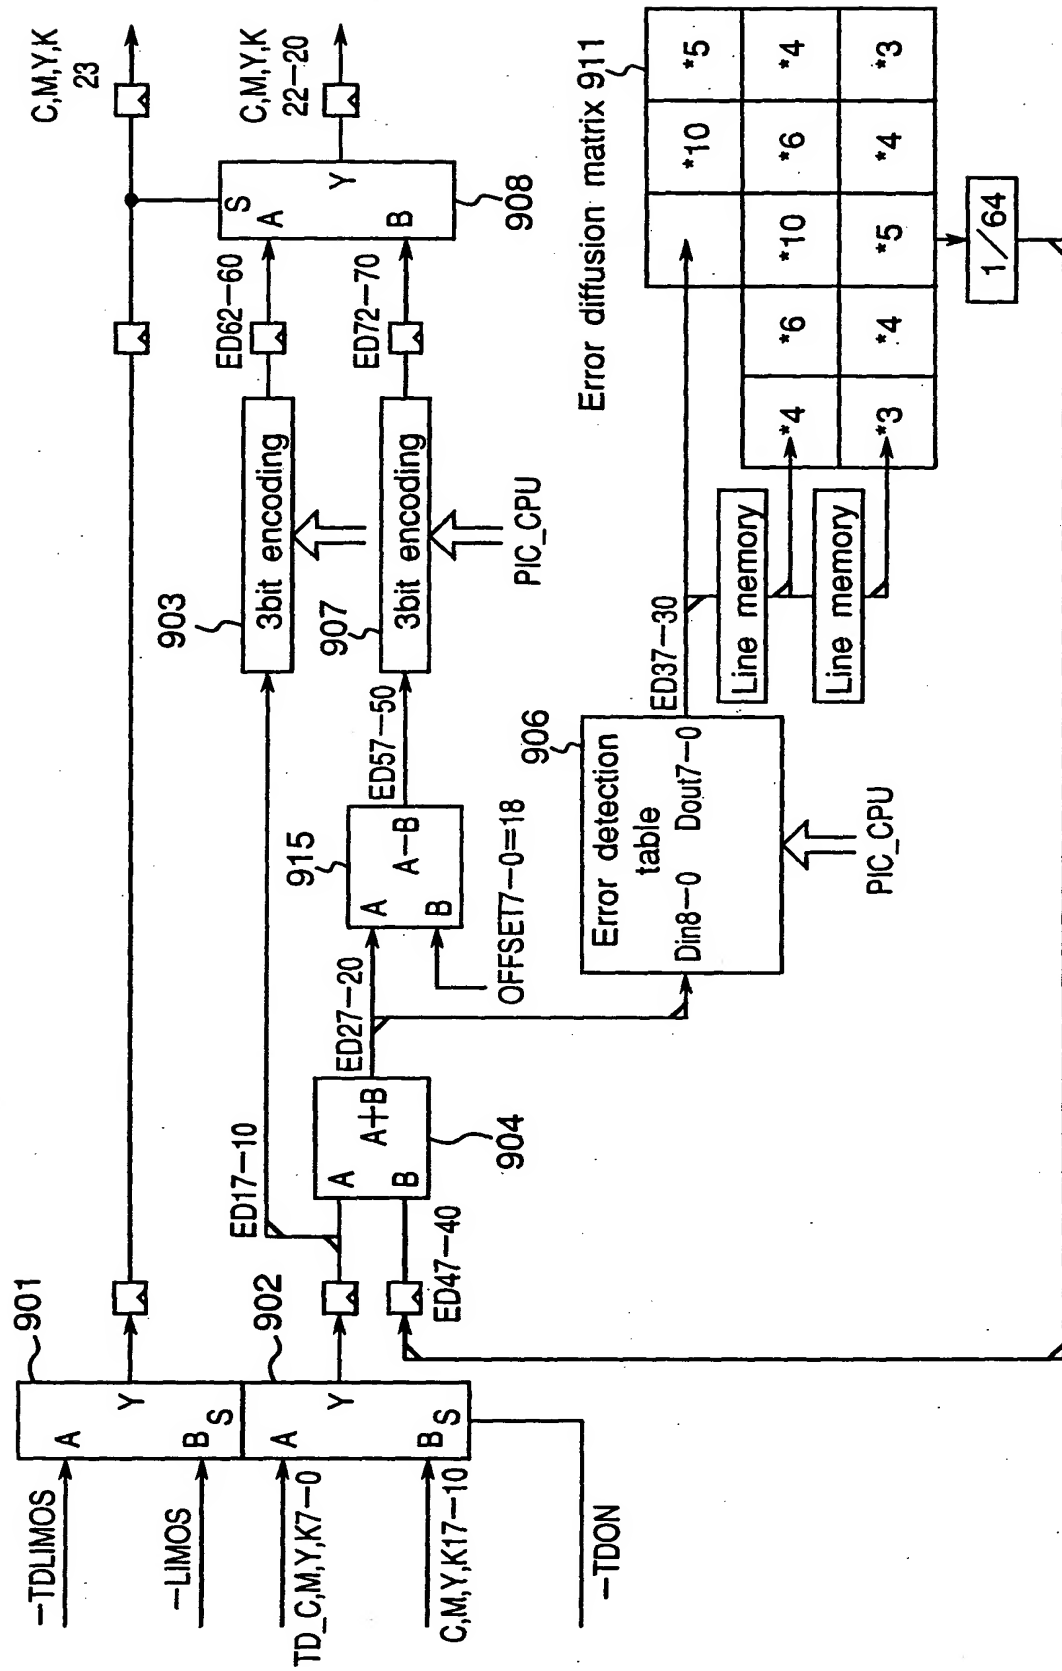 -TDLIMOS
-LIMOS
TD_C,M,Y,K7-0
C,M,Y,K17-10
-TDON
901
A
Y
B
S
902
A
Y
B
S
ED17-10
ED47-40
904
A
A+B
B
ED27-20
915
A
A-B
B
OFFSET7-0=18
ED57-50
903
3bit encoding
907
3bit encoding
PIC_CPU
ED62-60
ED72-70
908
S
A
Y
B
C,M,Y,K
23
C,M,Y,K
22-20
906
Error detection
table
Din8-0 Dout7-0
PIC_CPU
ED37-30
Line memory
Line memory
Error diffusion matrix 911
*10 *5
*4 *6 *10 *6 *4
*3 *4 *5 *4 *3
1/64